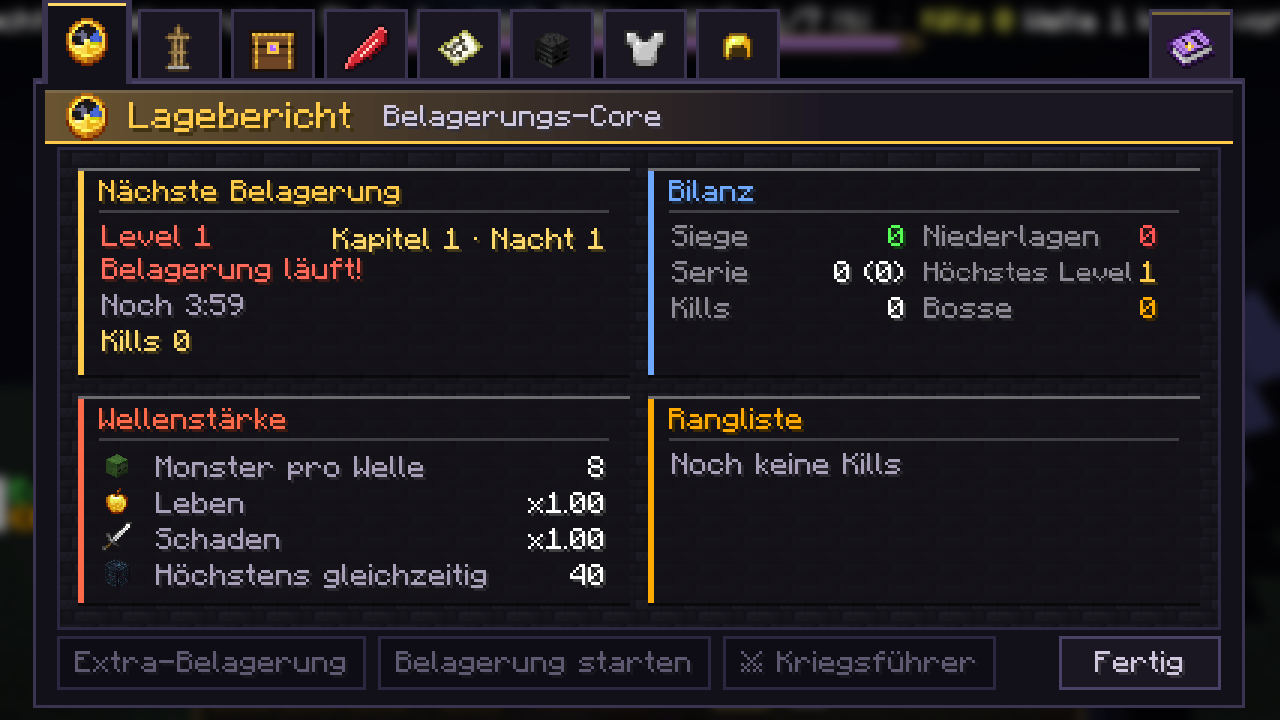 Lagebericht Belagerungs-Core
Nächste Belagerung
Level 1 Kapitel 1 · Nacht 1
Belagerung läuft!
Noch 3:59
Kills 0
Bilanz
Siege 0 Niederlagen 0
Serie 0 (0) Höchstes Level 1
Kills 0 Bosse 0
Wellenstärke
Monster pro Welle 8
Leben x1.00
Schaden x1.00
Höchstens gleichzeitig 40
Rangliste
Noch keine Kills
Extra-Belagerung Belagerung starten ⚔ Kriegsführer Fertig